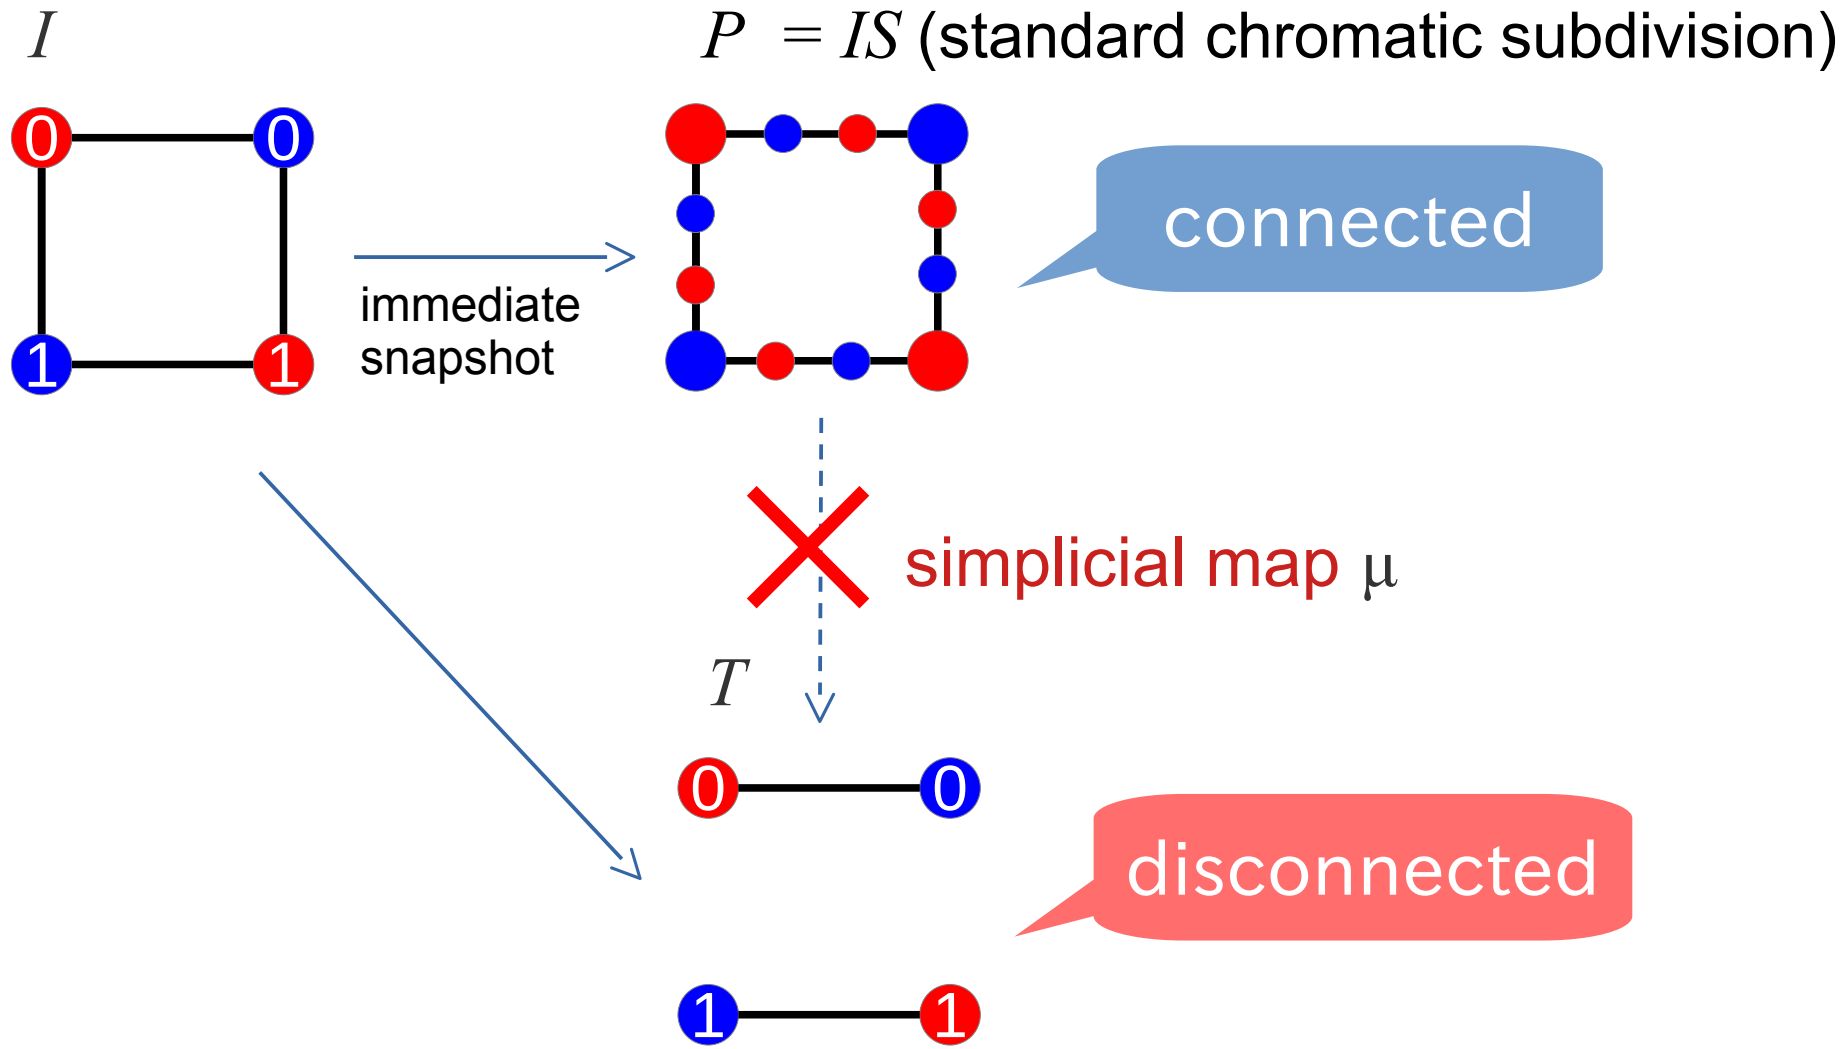 I
P = IS (standard chromatic subdivision)
0 0
1 1
immediate
snapshot
connected
simplicial map μ
T
0 0
disconnected
1 1